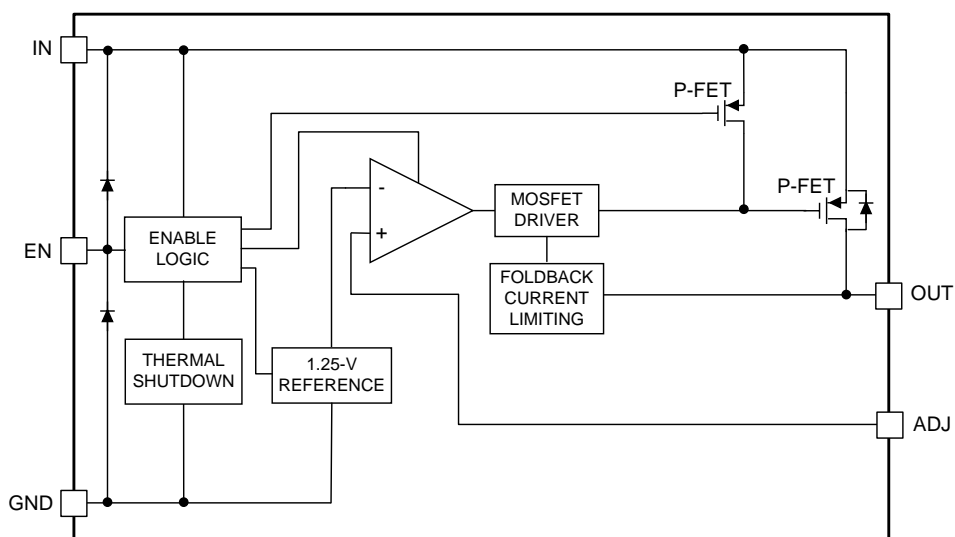 IN
P-FET
P-FET
-
MOSFET
DRIVER
EN
ENABLE
LOGIC
+
FOLDBACK
CURRENT
LIMITING
OUT
THERMAL
SHUTDOWN
1.25-V
REFERENCE
ADJ
GND